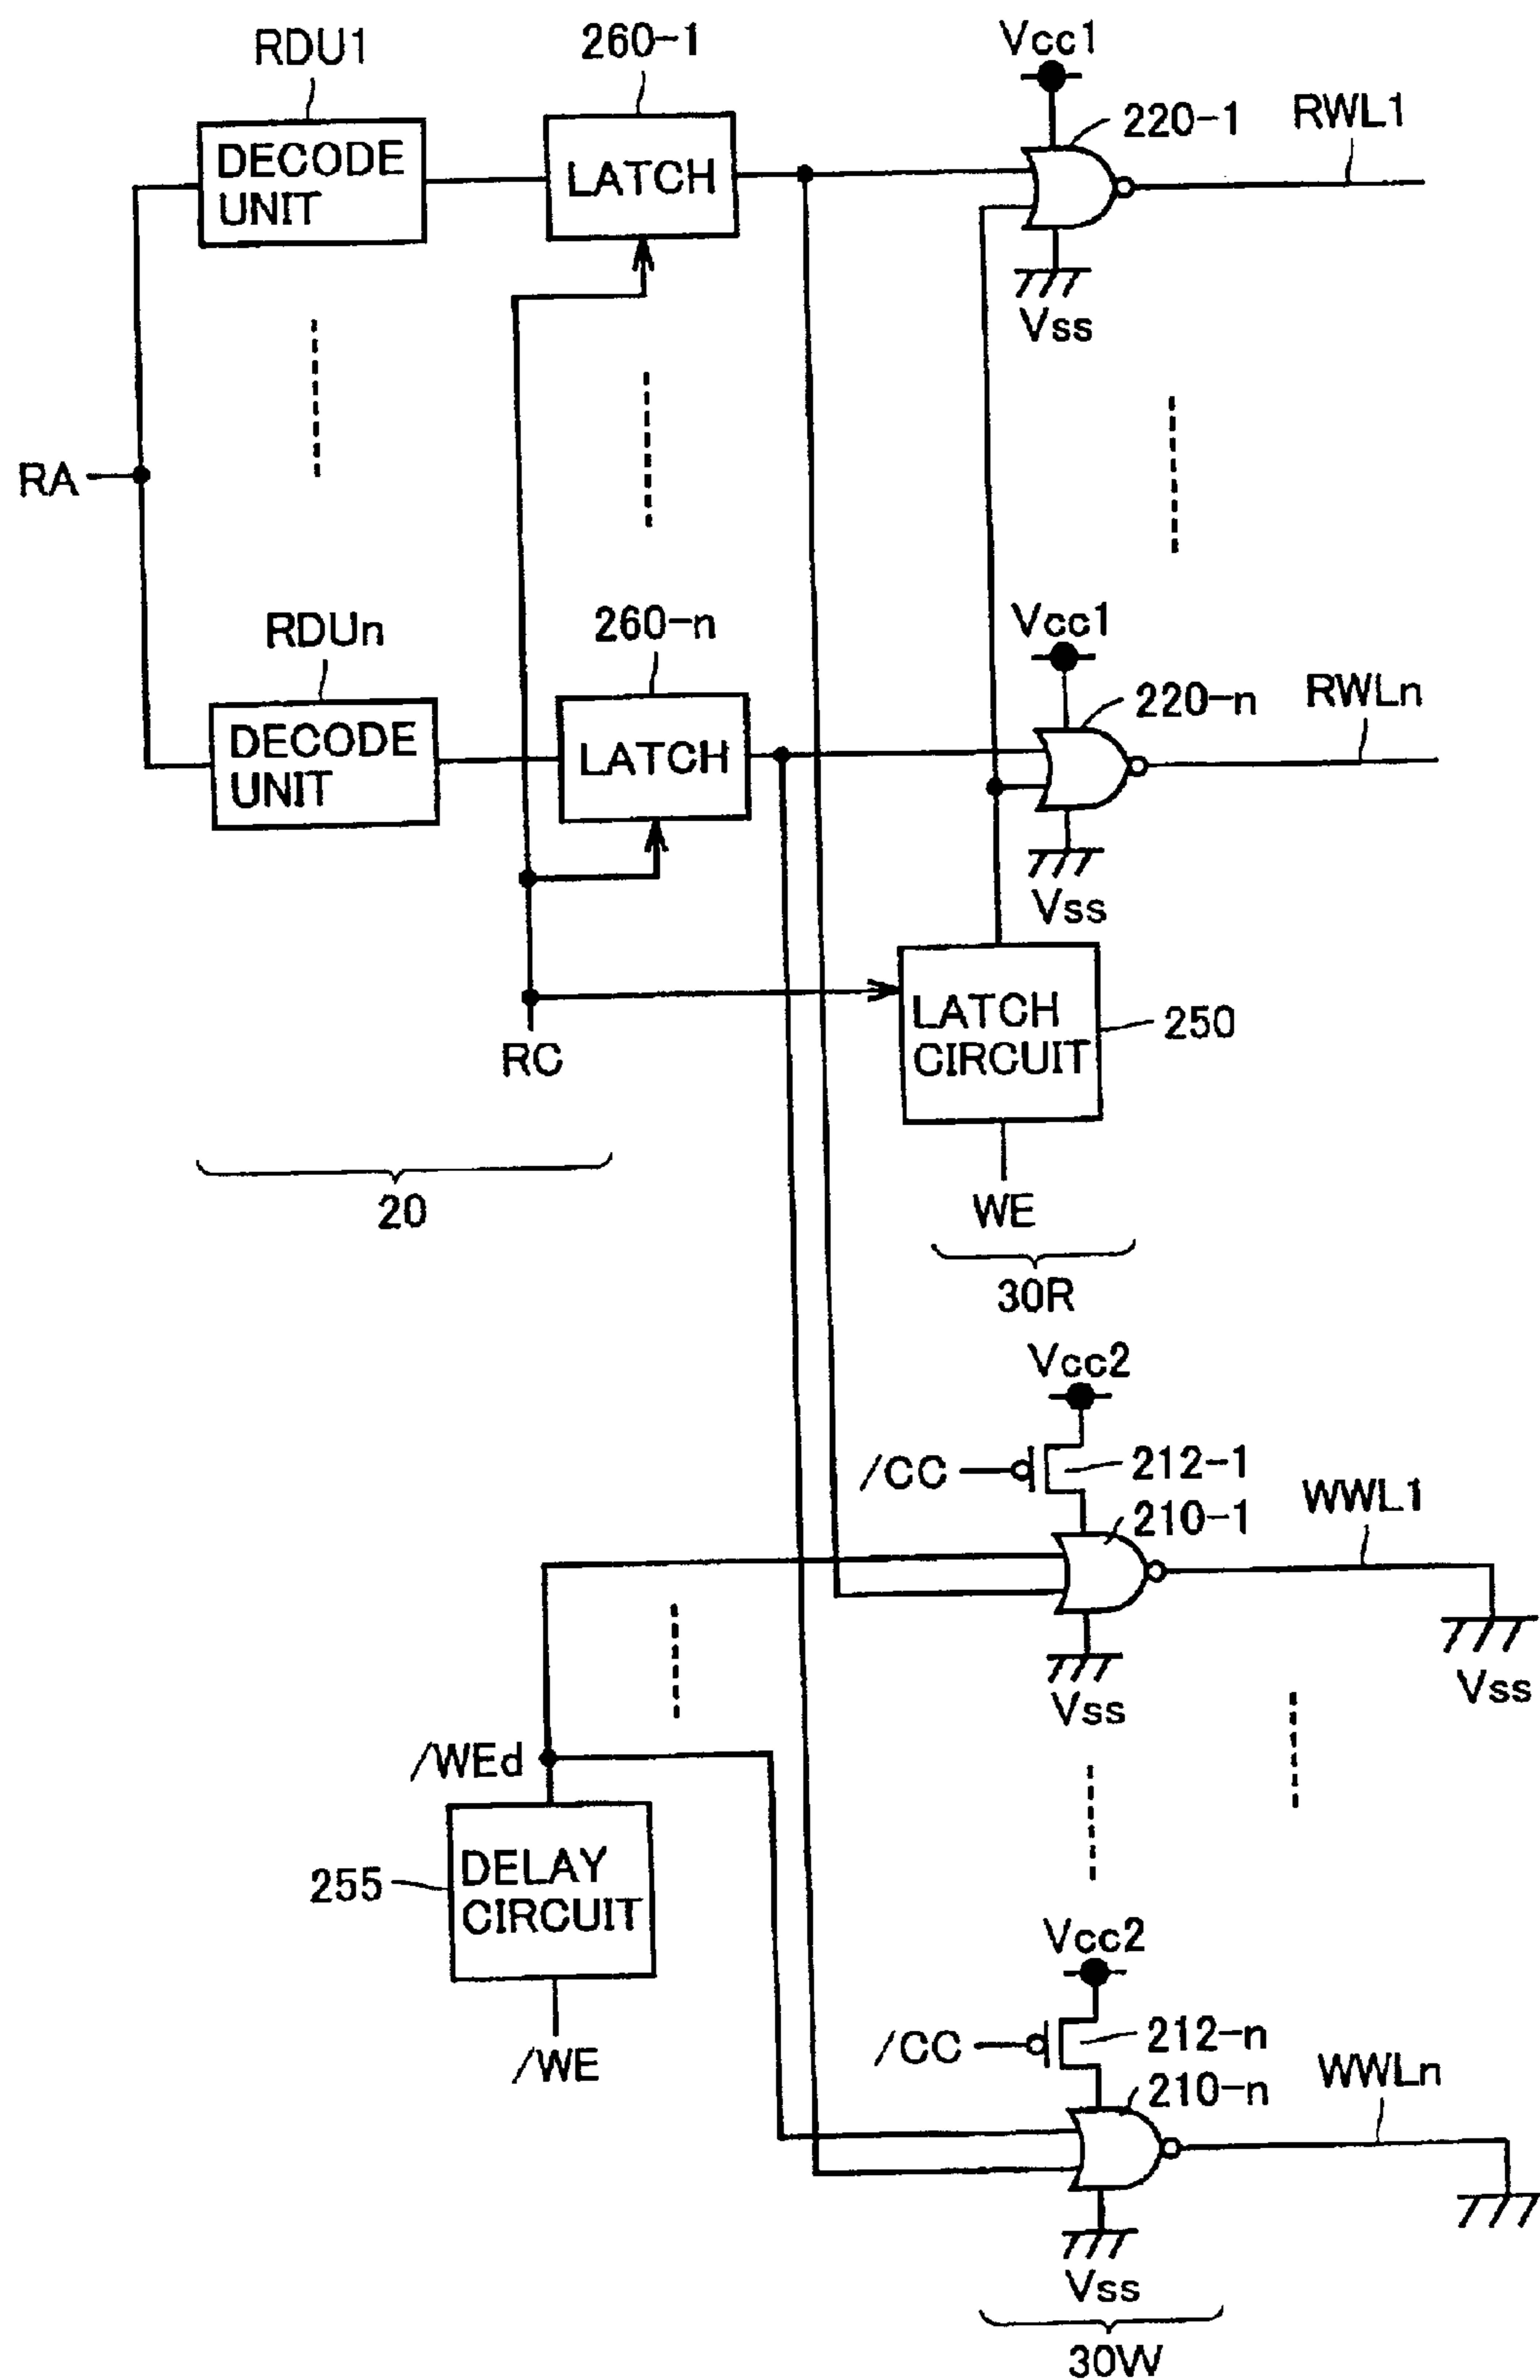 RDU1
260-1
Vcc1
220-1
RWL1
DECODE
UNIT
LATCH
Vss
RA
RDUn
260-n
Vcc1
220-n
RWLn
DECODE
UNIT
LATCH
Vss
LATCH
CIRCUIT
250
RC
20
WE
30R
Vcc2
/CC
212-1
210-1
WWL1
Vss
Vss
/WEd
255
DELAY
CIRCUIT
Vcc2
/CC
212-n
/WE
210-n
WWLn
Vss
30W